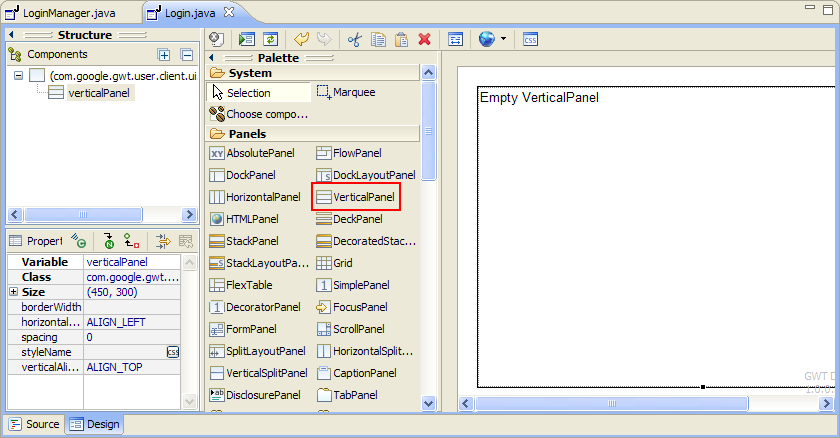 LoginManager.java
Login.java
Structure
Components
(com.google.gwt.user.client.ui
verticalPanel
Palette
System
Selection
Marquee
Choose compo...
Panels
AbsolutePanel
FlowPanel
DockPanel
DockLayoutPanel
HorizontalPanel
VerticalPanel
HTMLPanel
DeckPanel
StackPanel
DecoratedStac...
StackLayoutPa...
Grid
FlexTable
SimplePanel
DecoratorPanel
FocusPanel
FormPanel
ScrollPanel
SplitLayoutPanel
HorizontalSplit...
VerticalSplitPanel
CaptionPanel
DisclosurePanel
TabPanel
Propert
Variable verticalPanel
Class com.google.gwt....
Size (450, 300)
borderWidth
horizontal... ALIGN_LEFT
spacing 0
styleName
verticalAli... ALIGN_TOP
Empty VerticalPanel
GWT D
1.0.0.
Source
Design